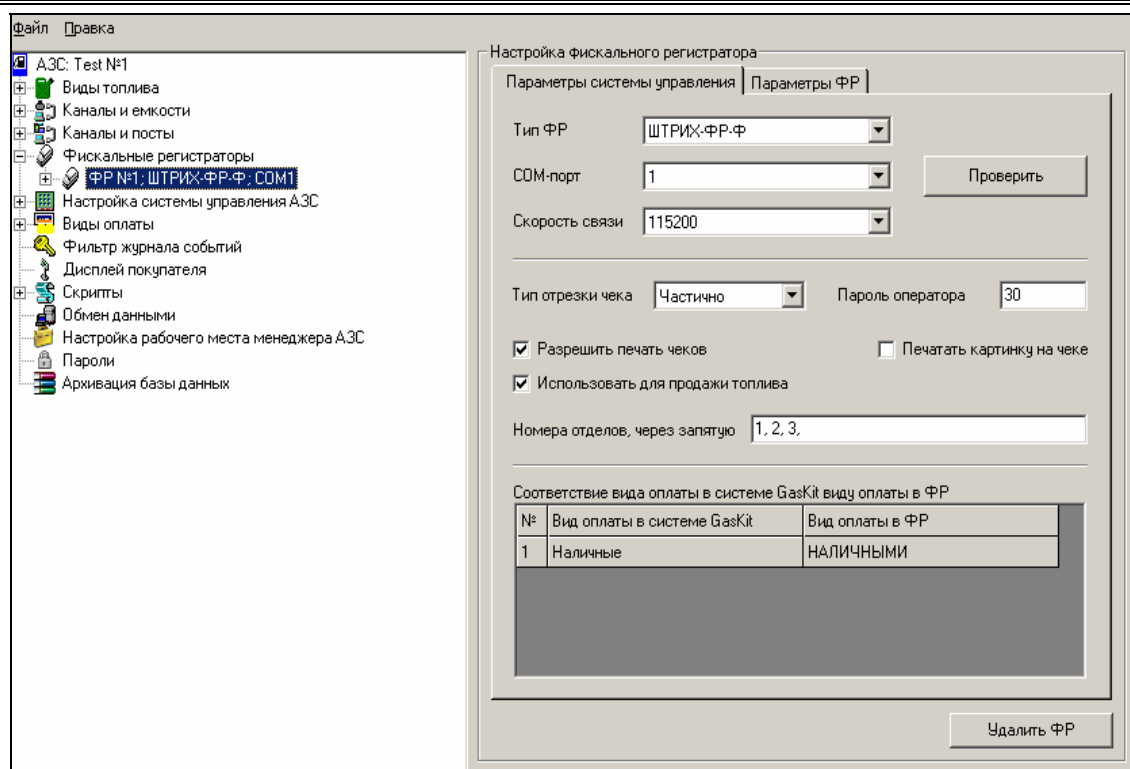 Файл Правка
АЗС: Test №1
Виды топлива
Каналы и емкости
Каналы и посты
Фискальные регистраторы
ФР №1; ШТРИХ-ФР-Ф; COM1
Настройка системы управления АЗС
Виды оплаты
Фильтр журнала событий
Дисплей покупателя
Скрипты
Обмен данными
Настройка рабочего места менеджера АЗС
Пароли
Архивация базы данных
Настройка фискального регистратора
Параметры системы управления Параметры ФР
Тип ФР ШТРИХ-ФР-Ф
COM-порт 1 Проверить
Скорость связи 115200
Тип отрезки чека Частично Пароль оператора 30
Разрешить печать чеков Печатать картинку на чеке
Использовать для продажи топлива
Номера отделов, через запятую 1, 2, 3,
Соответствие вида оплаты в системе GasKit виду оплаты в ФР
№ Вид оплаты в системе GasKit Вид оплаты в ФР
1 Наличные НАЛИЧНЫМИ
Удалить ФР